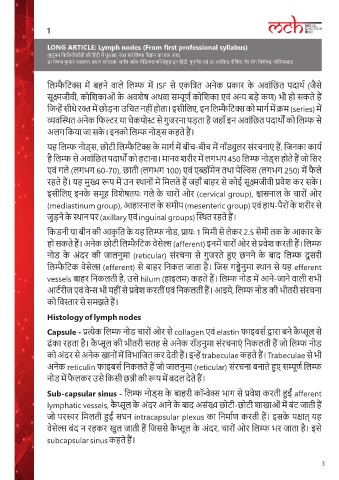 1
mch
LONG ARTICLE: Lymph nodes (From first professional syllabus)
लिम्फैटिक्स में बहने वाले लिम्फ में ISF से एकत्रित अनेक प्रकार के अवांछित पदार्थ (जैसे
सूक्ष्मजीवी, कोशिकाओं के अवशेष अथवा सम्पूर्ण कोशिका एवं अन्य बड़े कण) भी हो सकते हैं
जिन्हें सीधे रक्त में छोड़ना उचित नहीं होता। इसीलिए, इन लिम्फैटिक्स को मार्ग में क्रम (series) में
व्यवस्थित अनेक फिल्टर या चेकपोस्ट से गुजरना पड़ता है जहाँ इन अवांछित पदार्थों को लिम्फ से
अलग किया जा सके। इनको लिम्फ नोड्स कहते हैं।
यह लिम्फ नोड्स, छोटी लिम्फैटिक्स के मार्ग में बीच-बीच में नॉड्यूलर संरचनाएं हैं, जिनका कार्य
है लिम्फ से अवांछित पदार्थों को हटाना। मानव शरीर में लगभग 450 लिम्फ नोड्स होते हैं जो सिर
एवं गले (लगभग 60-70), छाती (लगभग 100) एवं एब्डॉमेन तथा पेल्विस (लगभग 250) में फैले
रहते हैं। यह मुख्य रूप में उन स्थानों में मिलते हैं जहाँ बाहर से कोई सूक्ष्मजीवी प्रवेश कर सके।
इसीलिए इनके समूह विशेषतयः गले के चारों ओर (cervical group), श्वासनाल के चारों ओर
(mediastinum group), आहारनाल के समीप (mesenteric group) एवं हाथ-पैरों के शरीर से
जुड़ने के स्थान पर (axillary एवं inguinal groups) स्थित रहते हैं।
किडनी या बीन की आकृति के यह लिम्फ नोड, प्रायः 1 मिमी से लेकर 2.5 सेमी तक के आकार के
हो सकते हैं। अनेक छोटी लिम्फैटिक वेसेल्स (afferent) इनमें चारों ओर से प्रवेश करती हैं। लिम्फ
नोड के अंदर की जालनुमा (reticular) संरचना से गुजरते हुए छनने के बाद लिम्फ दूसरी
लिम्फैटिक वेसेल्स (efferent) से बाहर निकल जाता है। जिस गड्ढेनुमा स्थान से यह efferent
vessels बाहर निकलती है, उसे hilum (हाइलम) कहते हैं। लिम्फ नोड में आने-जाने वाली सभी
आर्टरीज एवं वेन्स भी यहीं से प्रवेश करती एवं निकलती हैं। आइये, लिम्फ नोड की भीतरी संरचना
को विस्तार से समझते हैं।
Histology of lymph nodes
Capsule - प्रत्येक लिम्फ नोड चारों ओर से collagen एवं elastin फाइबर्स द्वारा बने कैप्सूल से
ढंका रहता है। कैप्सूल की भीतरी सतह से अनेक रॉडनुमा संरचनाएं निकलती हैं जो लिम्फ नोड
को अंदर से अनेक खानों में विभाजित कर देती हैं। इन्हें trabeculae कहते हैं। Trabeculae से भी
अनेक reticulin फाइबर्स निकलते हैं जो जालनुमा (reticular) संरचना बनाते हुए सम्पूर्ण लिम्फ
नोड में फैलकर उसे किसी छन्नी की रूप में बदल देते हैं।
Sub-capsular sinus - लिम्फ नोड्स के बाहरी कॉन्वेक्स भाग से प्रवेश करती हुईं afferent
lymphatic vessels, कैप्सूल के अंदर आने के बाद असंख्य छोटी-छोटी शाखाओं में बंट जाती हैं
जो परस्पर मिलती हुईं सघन intracapsular plexus का निर्माण करती हैं। इसके पश्चात् यह
वेसेल्स बंद न रहकर खुल जाती हैं जिससे कैप्सूल के अंदर, चारों ओर लिम्फ भर जाता है। इसे
subcapsular sinus कहते हैं।
3